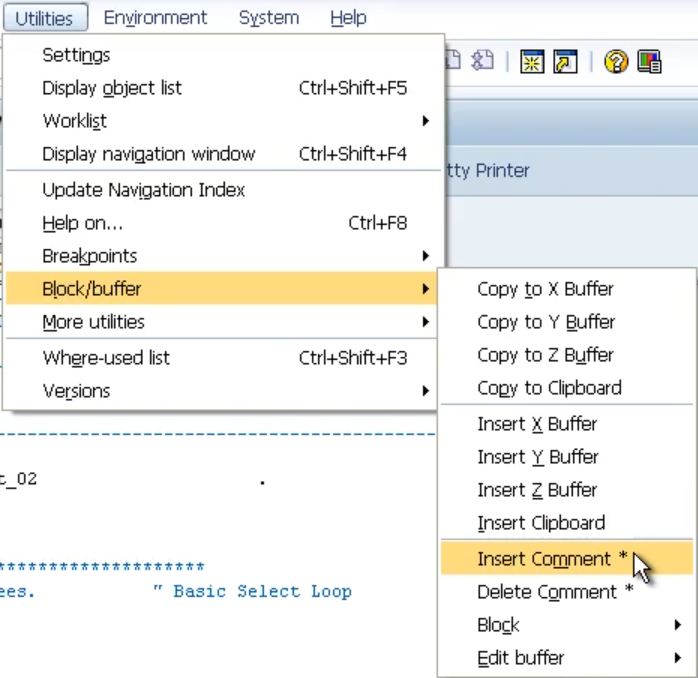 Utilities Environment System Help
Settings
Display object list Ctrl+Shift+F5
Worklist
Display navigation window Ctrl+Shift+F4
tty Printer
Update Navigation Index
Help on... Ctrl+F8
Breakpoints
Block/buffer
More utilities
Where-used list Ctrl+Shift+F3
Versions
Copy to X Buffer
Copy to Y Buffer
Copy to Z Buffer
Copy to Clipboard
Insert X Buffer
Insert Y Buffer
Insert Z Buffer
Insert Clipboard
Insert Comment *
Delete Comment *
Block
Edit buffer
------------------------------------------------
t_02 .
*********************
ees. " Basic Select Loop